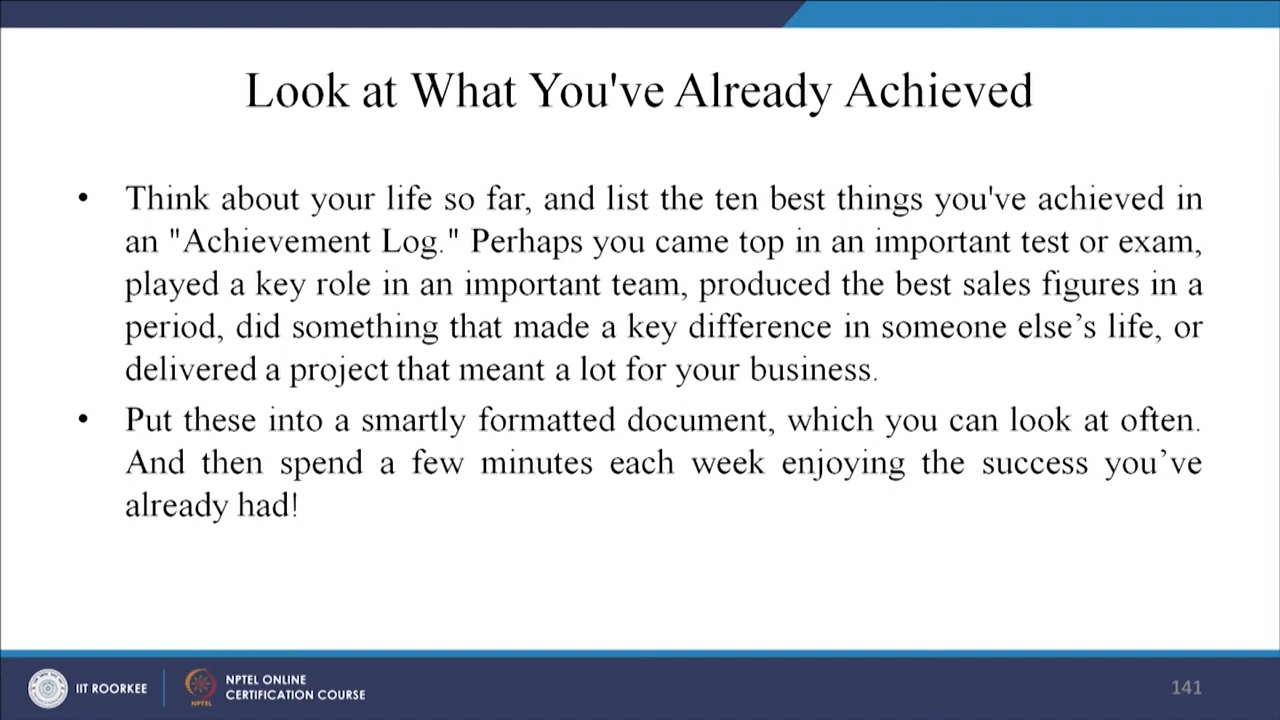 Look at What You've Already Achieved
• Think about your life so far, and list the ten best things you've achieved in
an "Achievement Log." Perhaps you came top in an important test or exam,
played a key role in an important team, produced the best sales figures in a
period, did something that made a key difference in someone else’s life, or
delivered a project that meant a lot for your business.
• Put these into a smartly formatted document, which you can look at often.
And then spend a few minutes each week enjoying the success you’ve
already had!
IIT ROORKEE
NPTEL
NPTEL ONLINE
CERTIFICATION COURSE
141